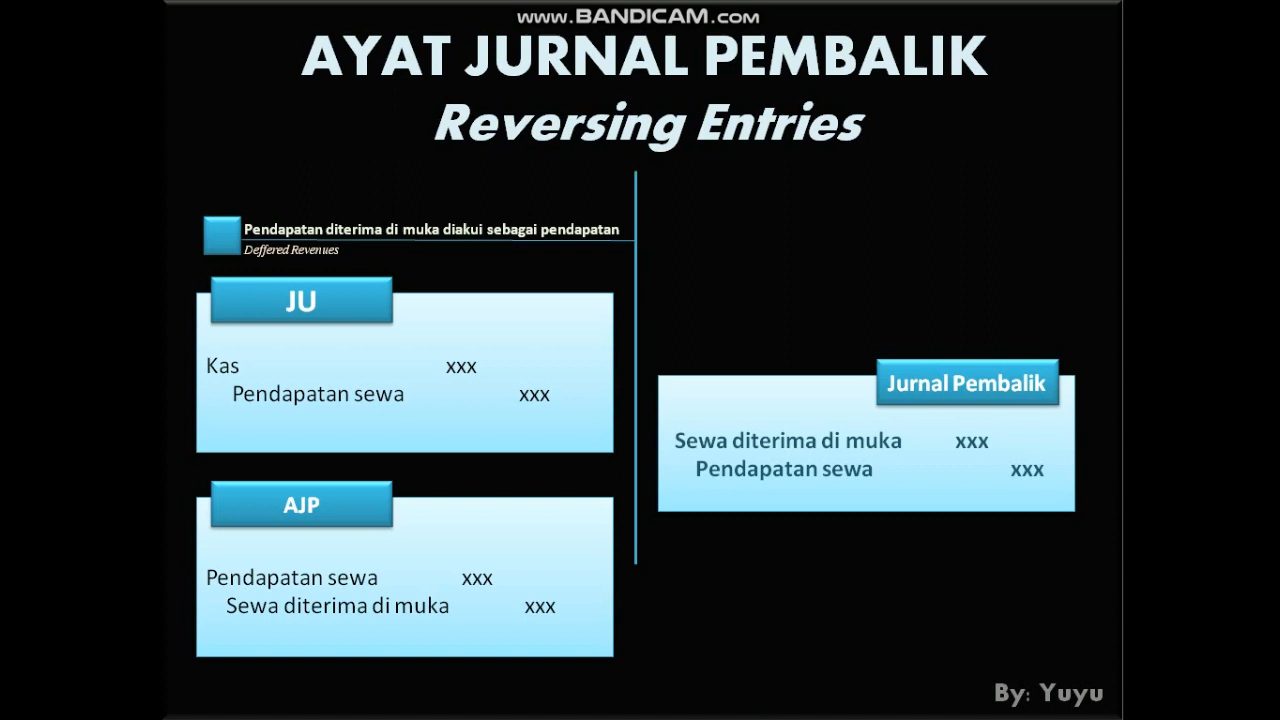 www.BANDICAM.com
AYAT JURNAL PEMBALIK
Reversing Entries
Pendapatan diterima di muka diakui sebagai pendapatan
Deffered Revenues
JU
Kas xxx
Pendapatan sewa xxx
AJP
Pendapatan sewa xxx
Sewa diterima di muka xxx
Jurnal Pembalik
Sewa diterima di muka xxx
Pendapatan sewa xxx
By: Yuyu